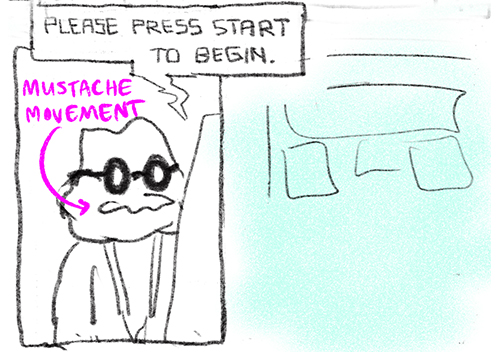 PLEASE PRESS START
TO BEGIN.
MUSTACHE
MOVEMENT